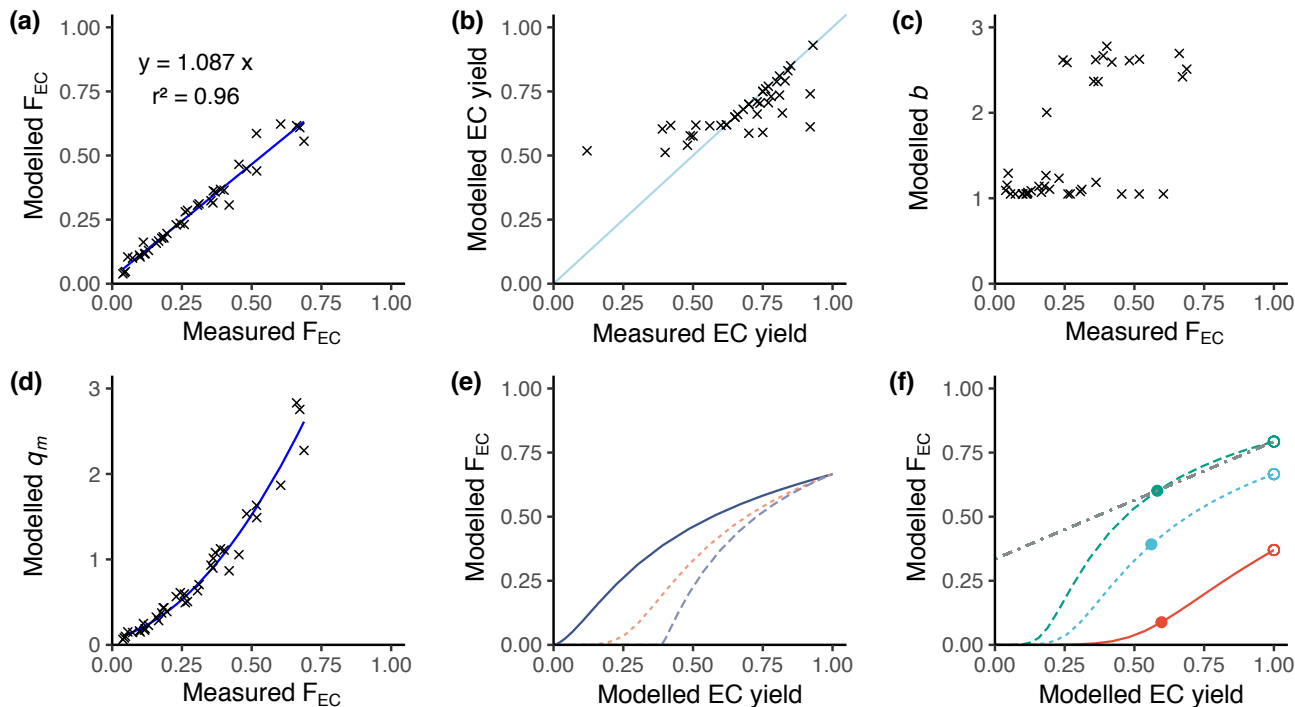 (a)
y = 1.087 x
r² = 0.96
Modelled F_EC
1.00
0.75
0.50
0.25
0.00
0.00 0.25 0.50 0.75 1.00
Measured F_EC
(b)
Modelled EC yield
1.00
0.75
0.50
0.25
0.00
0.00 0.25 0.50 0.75 1.00
Measured EC yield
(c)
Modelled b
3
2
1
0
0.00 0.25 0.50 0.75 1.00
Measured F_EC
(d)
Modelled q_m
3
2
1
0
0.00 0.25 0.50 0.75 1.00
Measured F_EC
(e)
Modelled F_EC
1.00
0.75
0.50
0.25
0.00
0.00 0.25 0.50 0.75 1.00
Modelled EC yield
(f)
Modelled F_EC
1.00
0.75
0.50
0.25
0.00
0.00 0.25 0.50 0.75 1.00
Modelled EC yield